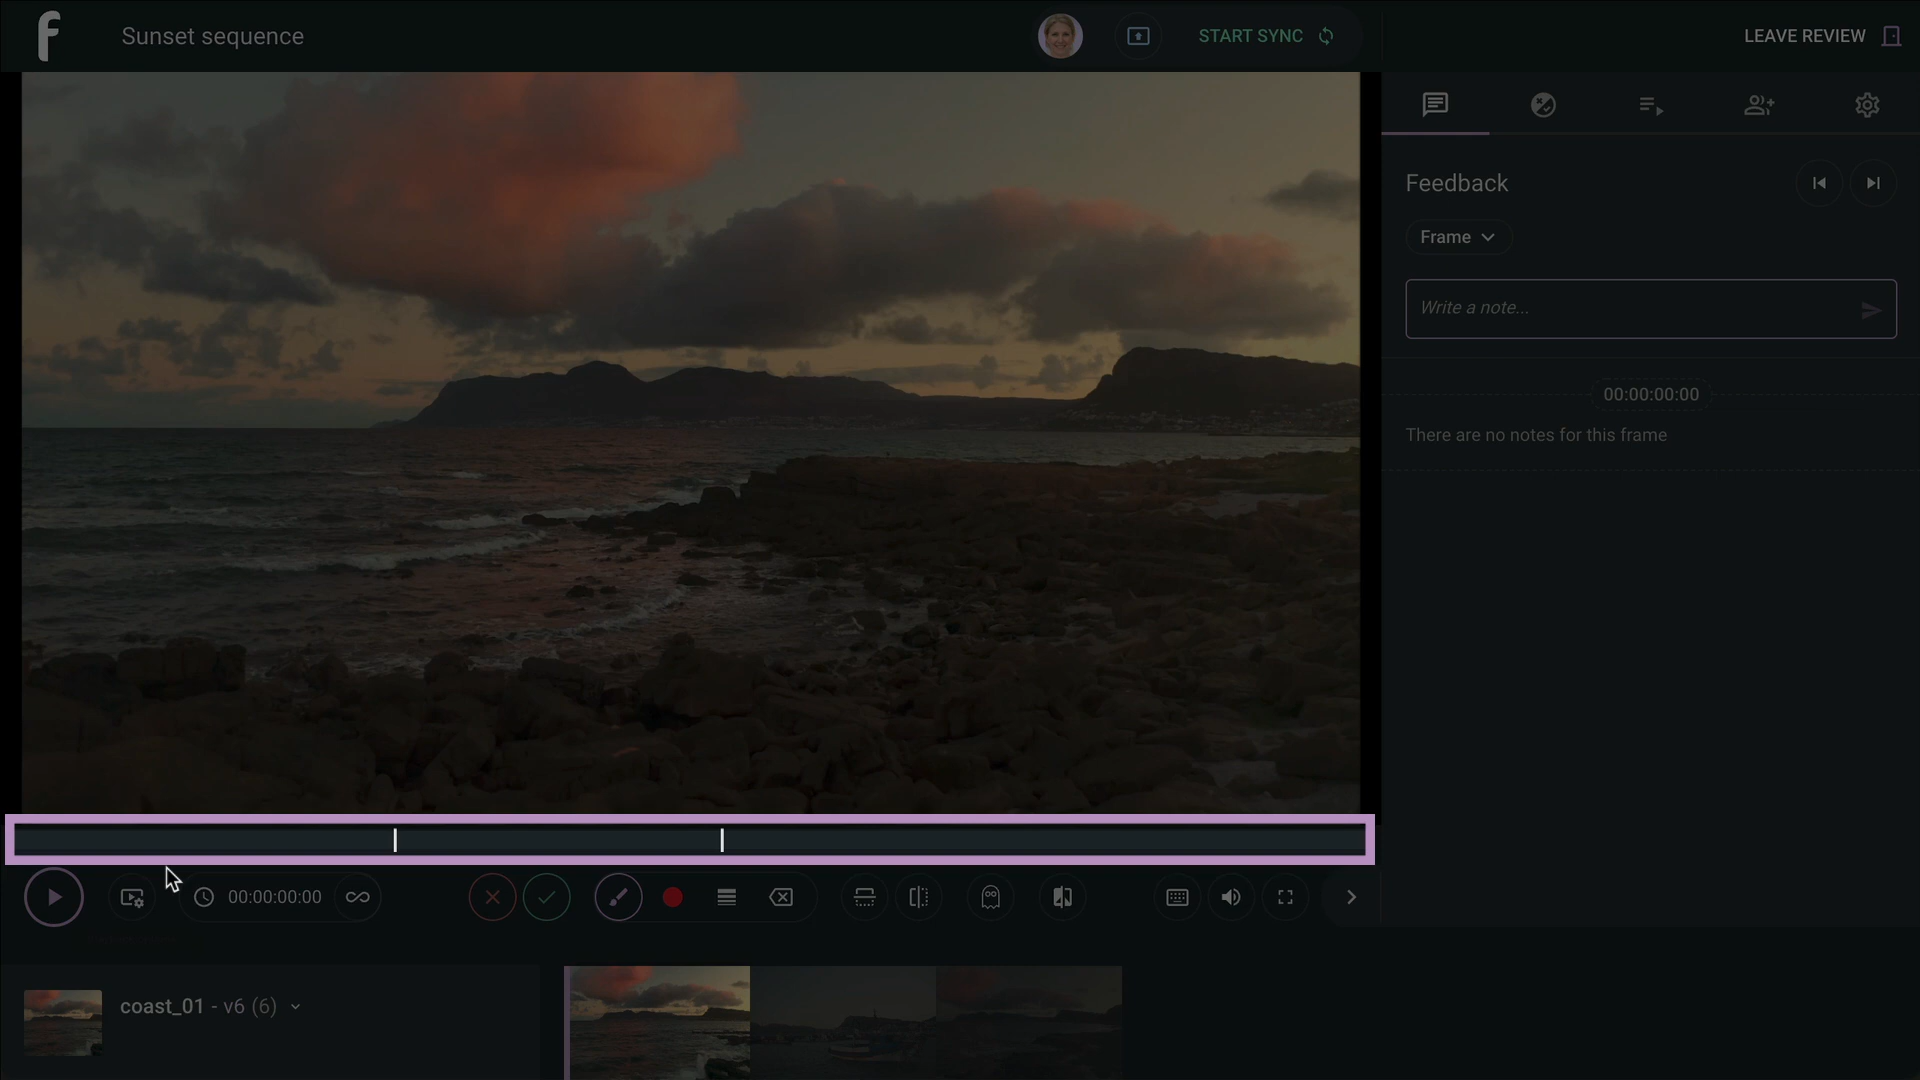 f
Sunset sequence
START SYNC
LEAVE REVIEW
Feedback
Frame
Write a note...
00:00:00:00
There are no notes for this frame
00:00:00:00
coast_01 - v6 (6)